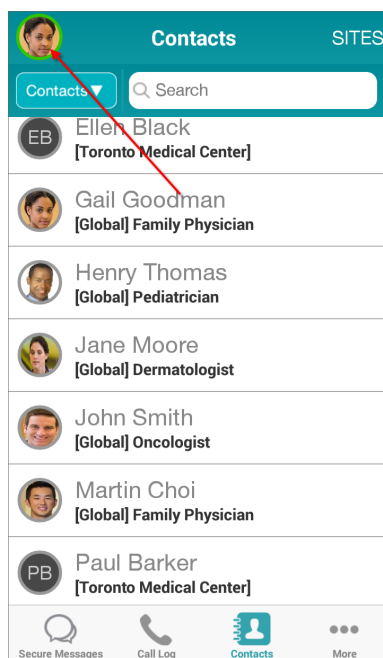 Contacts SITES
Contacts▼ Search
EB Ellen Black
[Toronto Medical Center]
Gail Goodman
[Global] Family Physician
Henry Thomas
[Global] Pediatrician
Jane Moore
[Global] Dermatologist
John Smith
[Global] Oncologist
Martin Choi
[Global] Family Physician
PB Paul Barker
[Toronto Medical Center]
Secure Messages Call Log Contacts More